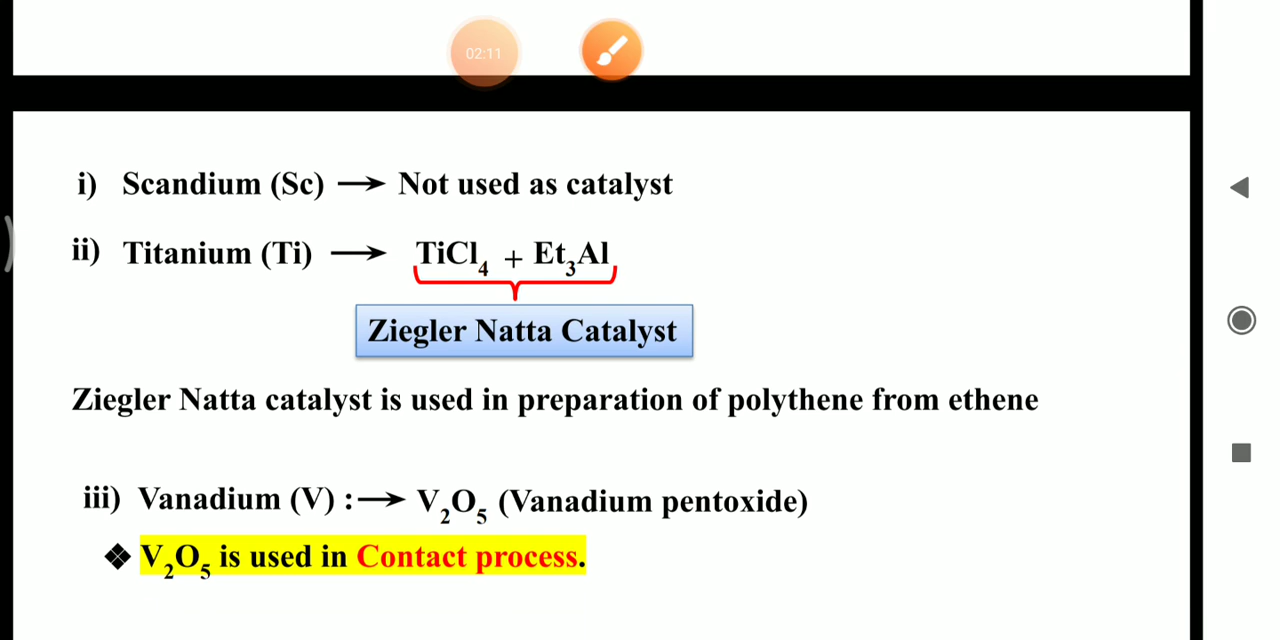 02:11
i) Scandium (Sc) → Not used as catalyst
ii) Titanium (Ti) → TiCl₄ + Et₃Al
Ziegler Natta Catalyst
Ziegler Natta catalyst is used in preparation of polythene from ethene
iii) Vanadium (V) :→ V₂O₅ (Vanadium pentoxide)
❖ V₂O₅ is used in Contact process.